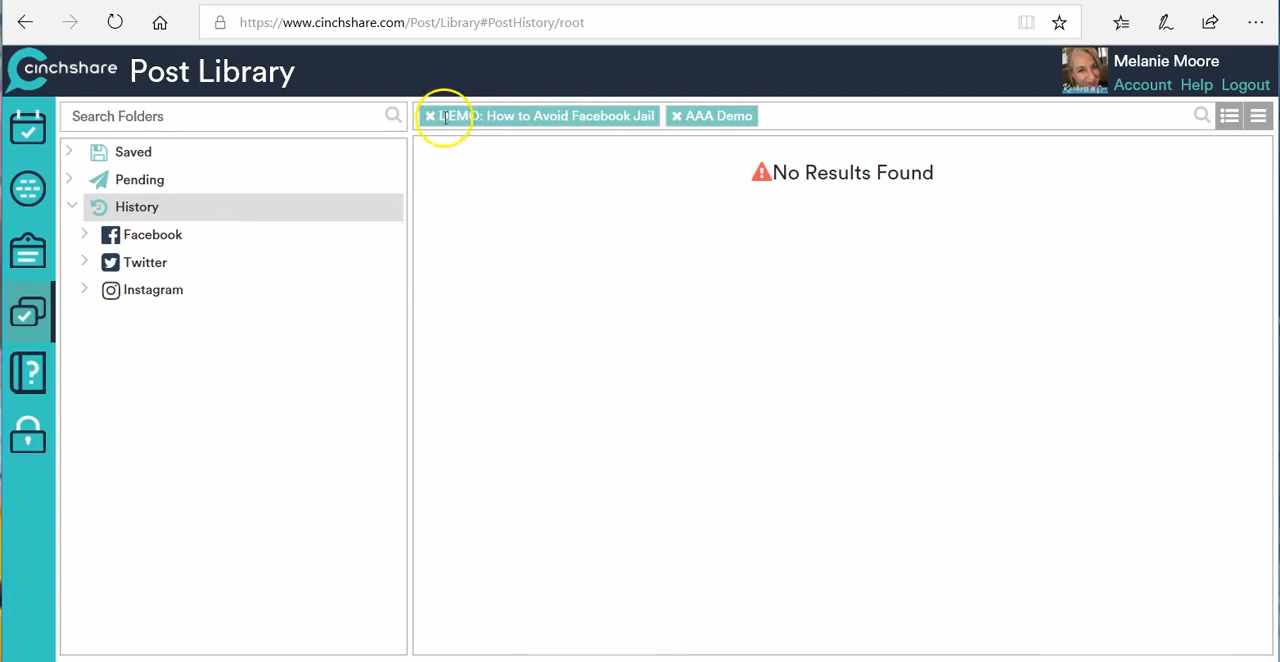 https://www.cinchshare.com/Post/Library#PostHistory/root
cinchshare Post Library
Melanie Moore
Account Help Logout
Search Folders
DEMO: How to Avoid Facebook Jail
AAA Demo
Saved
Pending
History
Facebook
Twitter
Instagram
No Results Found